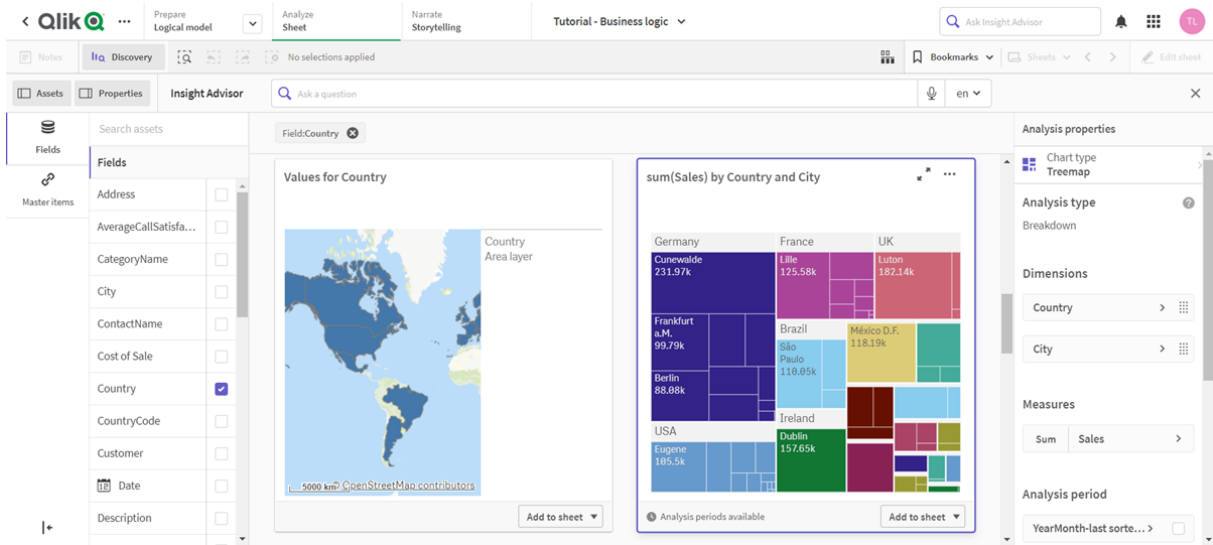 Qlik
Prepare
Logical model
Analyze
Sheet
Narrate
Storytelling
Tutorial - Business logic
Ask Insight Advisor
TL
Notes
Discovery
No selections applied
Bookmarks
Sheets
Edit sheet
Assets
Properties
Insight Advisor
Ask a question
en
Fields
Master items
Search assets
Fields
Address
AverageCallSatisfa...
CategoryName
City
ContactName
Cost of Sale
Country
CountryCode
Customer
Date
Description
Field:Country
Values for Country
Country
Area layer
5000 km
© OpenStreetMap contributors
Add to sheet
sum(Sales) by Country and City
Germany
Cunewalde
231.97k
Frankfurt
a.M.
99.79k
Berlin
88.08k
USA
Eugene
105.5k
France
Lille
125.58k
UK
Luton
182.14k
Brazil
São
Paulo
110.05k
México D.F.
118.19k
Ireland
Dublin
157.65k
Analysis periods available
Add to sheet
Analysis properties
Chart type
Treemap
Analysis type
Breakdown
Dimensions
Country
City
Measures
Sum
Sales
Analysis period
YearMonth-last sorte...